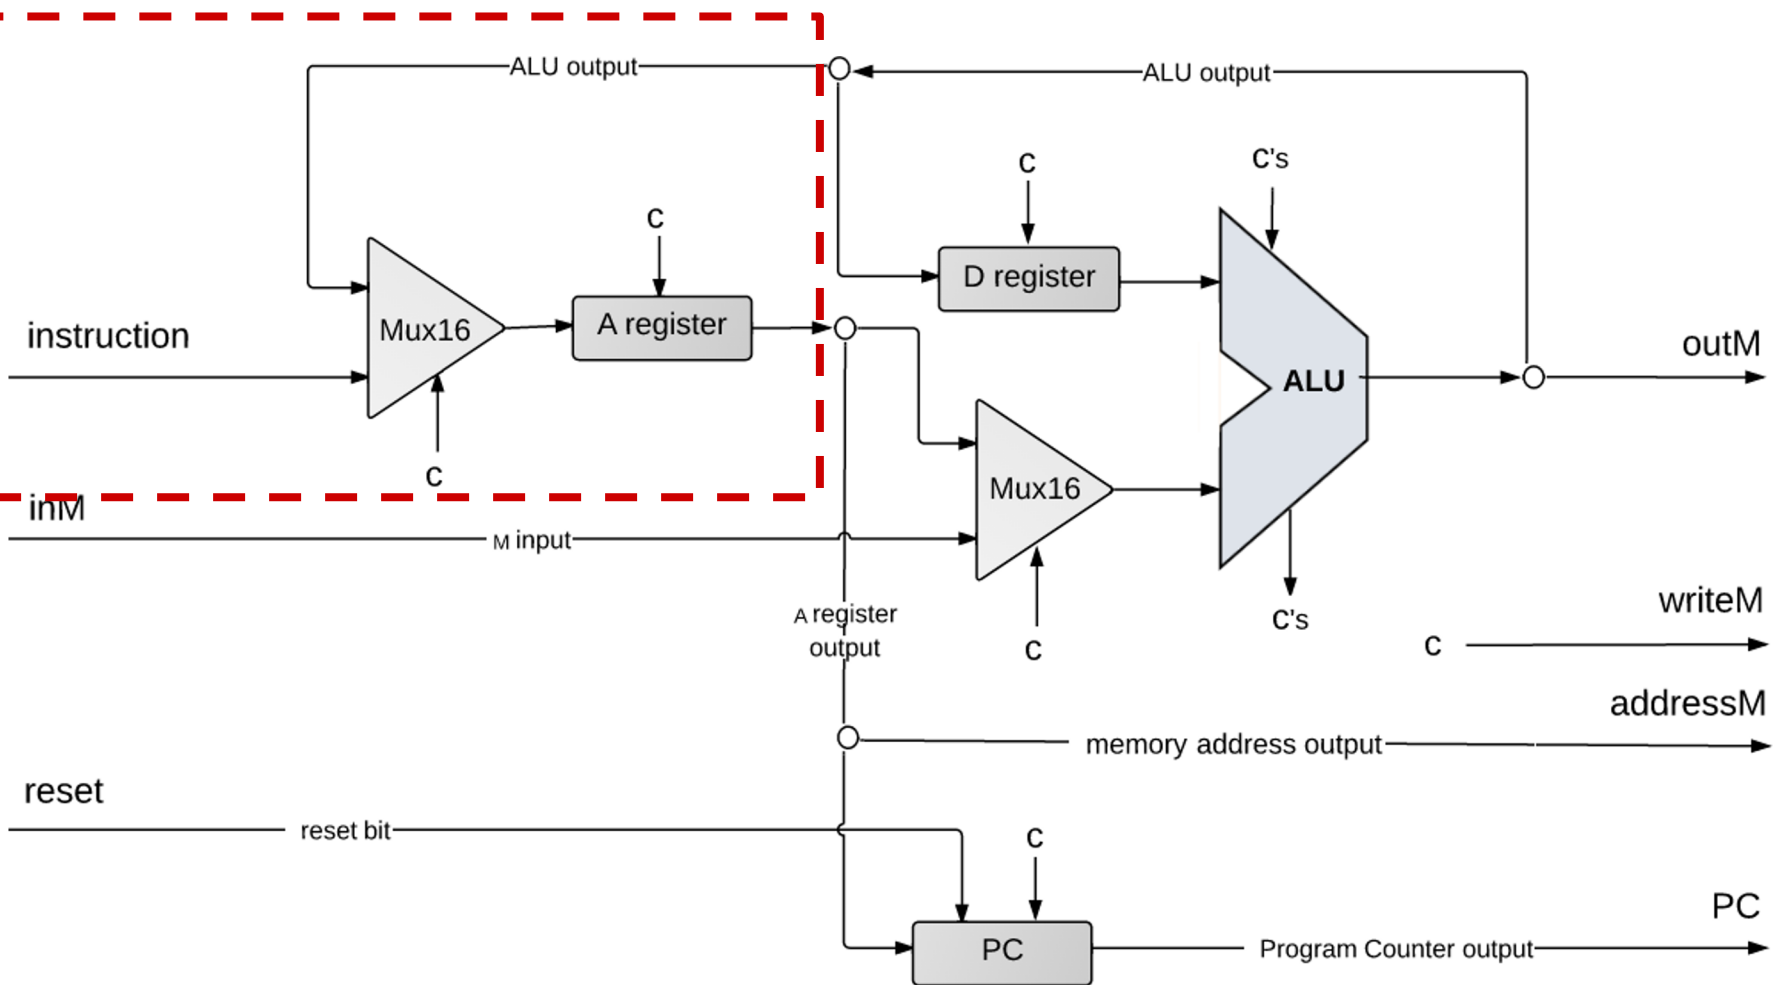 ALU output
ALU output
c
c's
c
D register
A register
Mux16
instruction
outM
ALU
c
Mux16
inM
M input
A register
output
c
c's
writeM
c
addressM
memory address output
reset
reset bit
c
PC
PC
Program Counter output